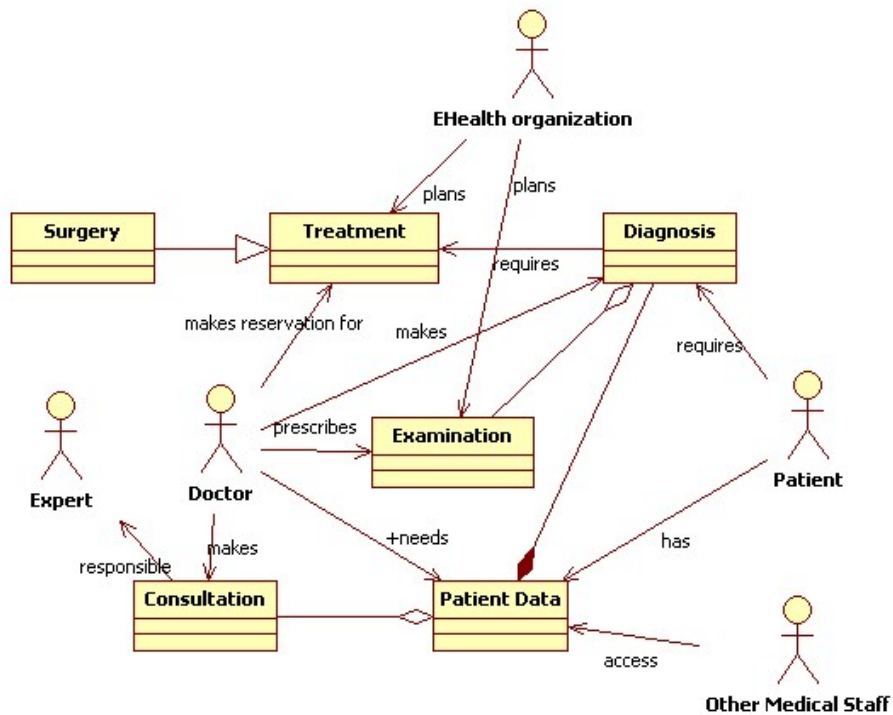 EHealth organization
plans
plans
Surgery
Treatment
Diagnosis
requires
makes reservation for
makes
requires
prescribes
Examination
Expert
Doctor
Patient
+needs
makes
has
responsible
Consultation
Patient Data
access
Other Medical Staff